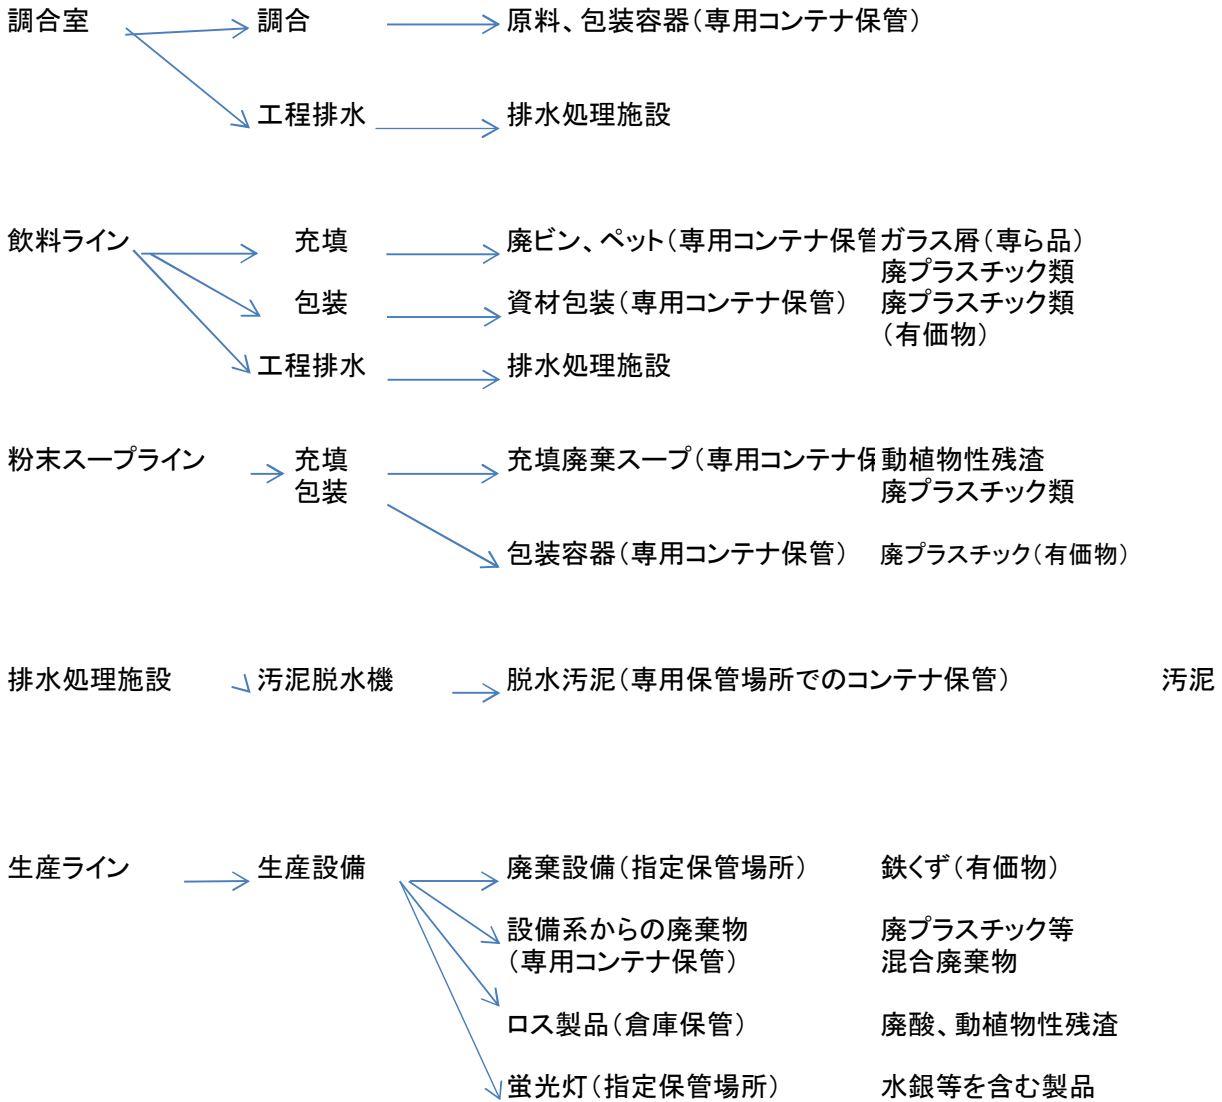 調合室 調合 原料、包装容器（専用コンテナ保管）
工程排水 排水処理施設
飲料ライン 充填 廃ビン、ペット（専用コンテナ保管 ガラス屑（専ら品）
廃プラスチック類
包装 資材包装（専用コンテナ保管） 廃プラスチック類
（有価物）
工程排水 排水処理施設
粉末スープライン 充填 充填廃棄スープ（専用コンテナ保 動植物性残渣
包装 廃プラスチック類
包装容器（専用コンテナ保管） 廃プラスチック（有価物）
排水処理施設 汚泥脱水機 脱水汚泥（専用保管場所でのコンテナ保管） 汚泥
生産ライン 生産設備 廃棄設備（指定保管場所） 鉄くず（有価物）
設備系からの廃棄物 廃プラスチック等
（専用コンテナ保管） 混合廃棄物
ロス製品（倉庫保管） 廃酸、動植物性残渣
蛍光灯（指定保管場所） 水銀等を含む製品